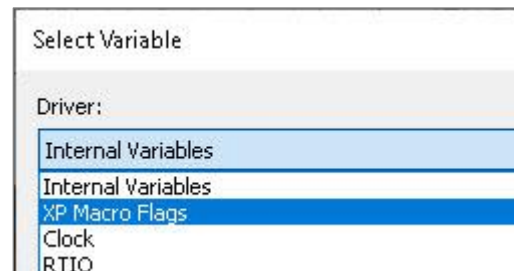 Select Variable
Driver:
Internal Variables
Internal Variables
XP Macro Flags
Clock
RTIO